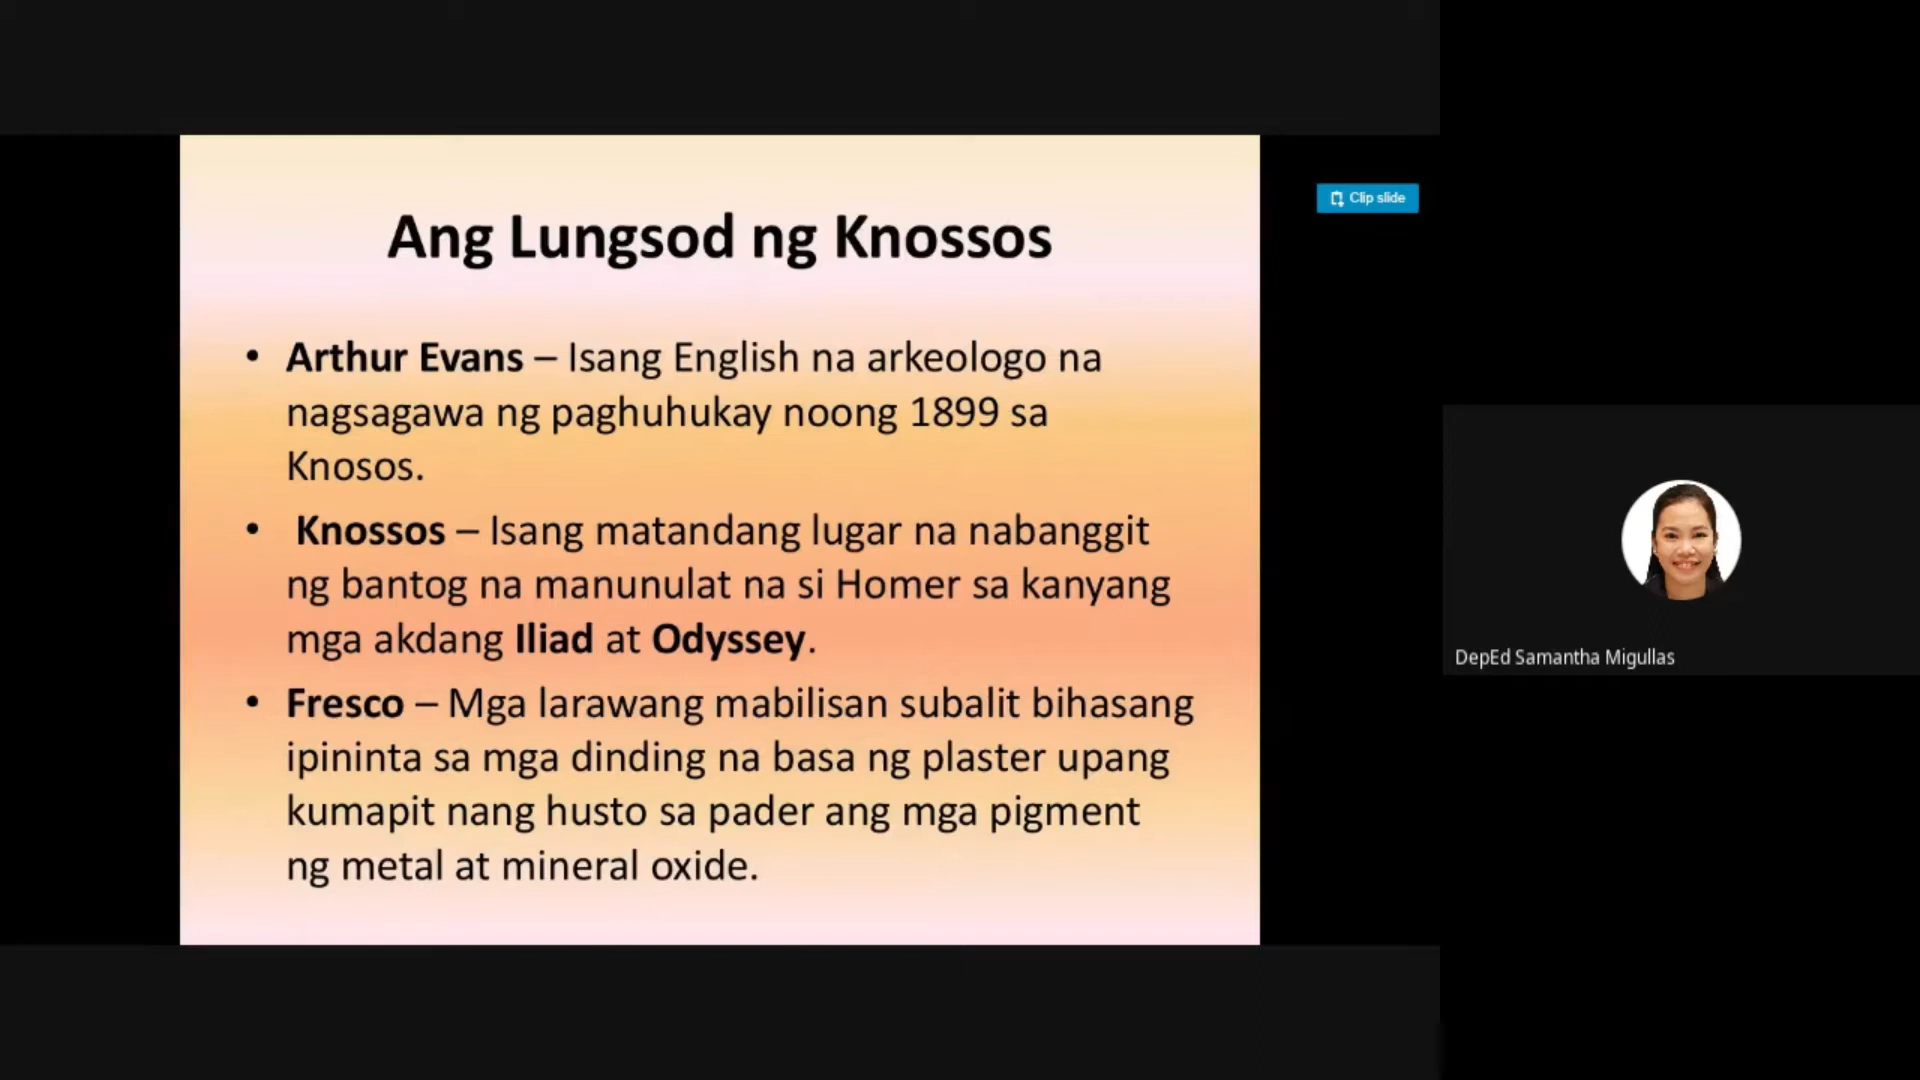 Clip slide
Ang Lungsod ng Knossos
• Arthur Evans – Isang English na arkeologo na
nagsagawa ng paghuhukay noong 1899 sa
Knosos.
• Knossos – Isang matandang lugar na nabanggit
ng bantog na manunulat na si Homer sa kanyang
mga akdang Iliad at Odyssey.
• Fresco – Mga larawang mabilisan subalit bihasang
ipininta sa mga dinding na basa ng plaster upang
kumapit nang husto sa pader ang mga pigment
ng metal at mineral oxide.
DepEd Samantha Migullas